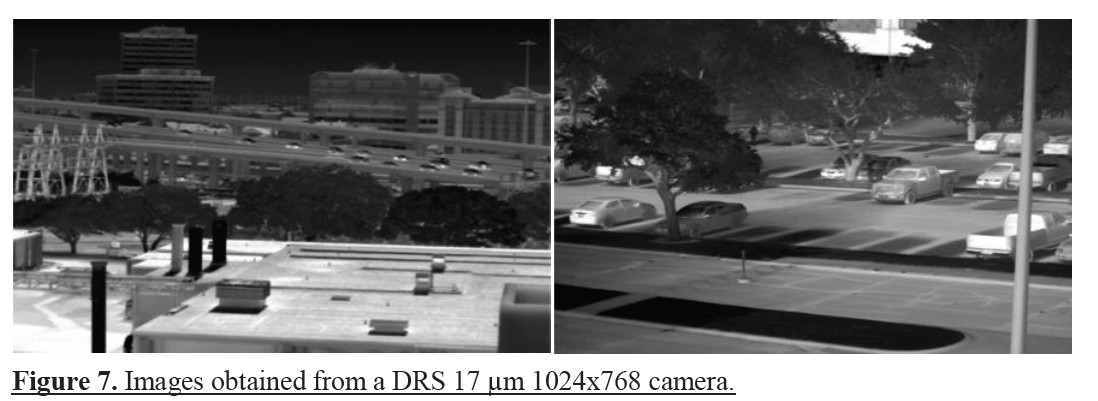 Figure 7. Images obtained from a DRS 17 µm 1024x768 camera.